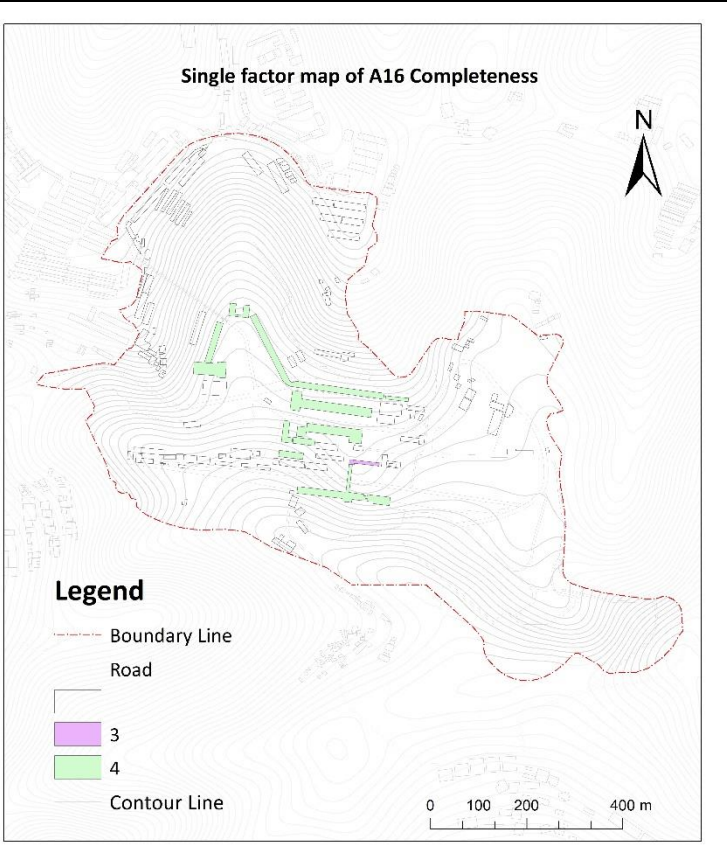 Single factor map of A16 Completeness
N
Legend
Boundary Line
Road
3
4
Contour Line
0 100 200 400 m